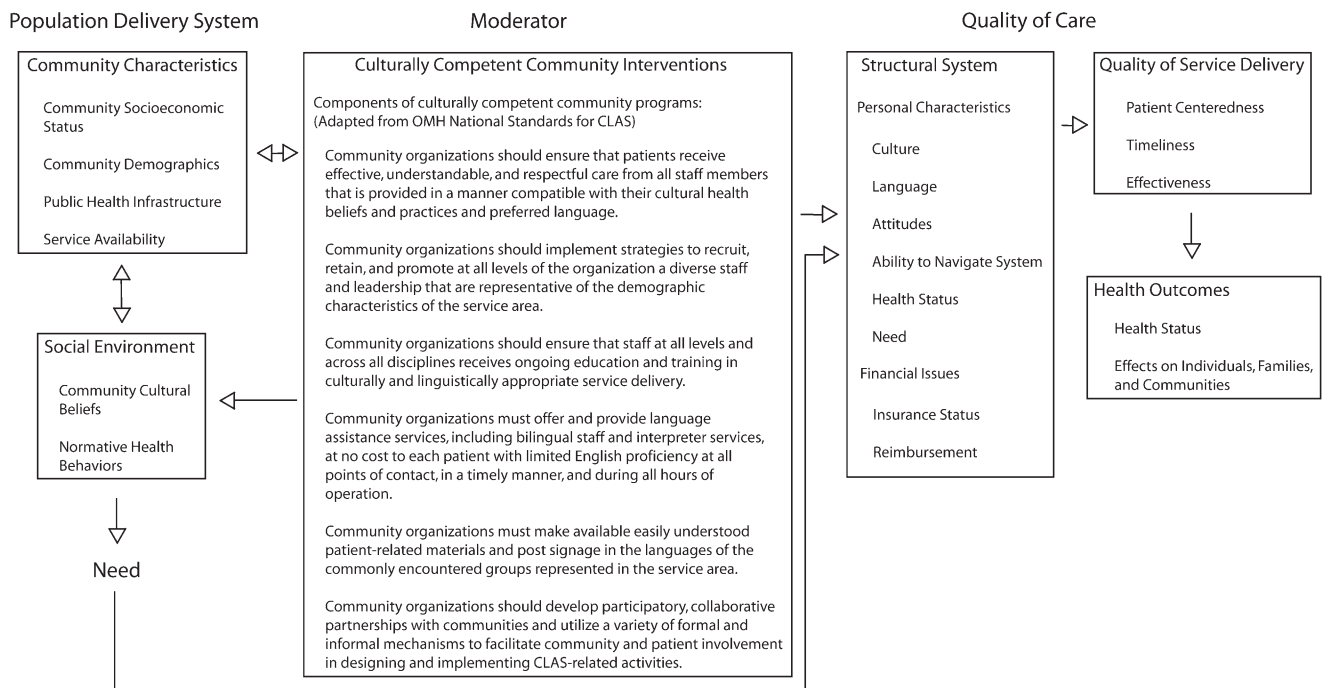 Population Delivery System
Moderator
Quality of Care
Community Characteristics
Community Socioeconomic
Status
Community Demographics
Public Health Infrastructure
Service Availability
Social Environment
Community Cultural
Beliefs
Normative Health
Behaviors
Need
Culturally Competent Community Interventions
Components of culturally competent community programs:
(Adapted from OMH National Standards for CLAS)
Community organizations should ensure that patients receive
effective, understandable, and respectful care from all staff members
that is provided in a manner compatible with their cultural health
beliefs and practices and preferred language.
Community organizations should implement strategies to recruit,
retain, and promote at all levels of the organization a diverse staff
and leadership that are representative of the demographic
characteristics of the service area.
Community organizations should ensure that staff at all levels and
across all disciplines receives ongoing education and training in
culturally and linguistically appropriate service delivery.
Community organizations must offer and provide language
assistance services, including bilingual staff and interpreter services,
at no cost to each patient with limited English proficiency at all
points of contact, in a timely manner, and during all hours of
operation.
Community organizations must make available easily understood
patient-related materials and post signage in the languages of the
commonly encountered groups represented in the service area.
Community organizations should develop participatory, collaborative
partnerships with communities and utilize a variety of formal and
informal mechanisms to facilitate community and patient involvement
in designing and implementing CLAS-related activities.
Structural System
Personal Characteristics
Culture
Language
Attitudes
Ability to Navigate System
Health Status
Need
Financial Issues
Insurance Status
Reimbursement
Quality of Service Delivery
Patient Centeredness
Timeliness
Effectiveness
Health Outcomes
Health Status
Effects on Individuals, Families,
and Communities